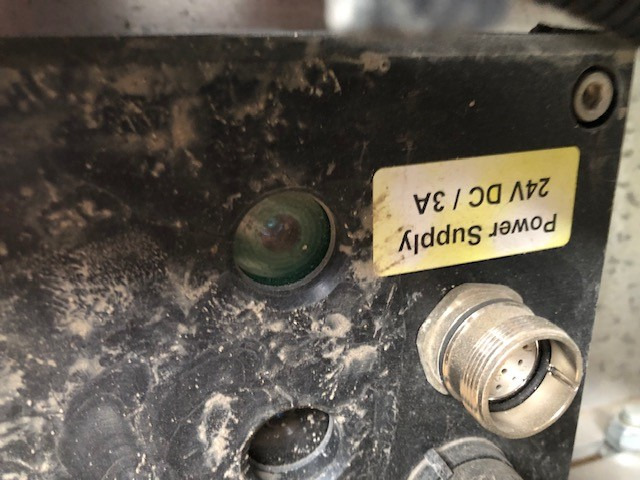 Power Supply
24V DC / 3A